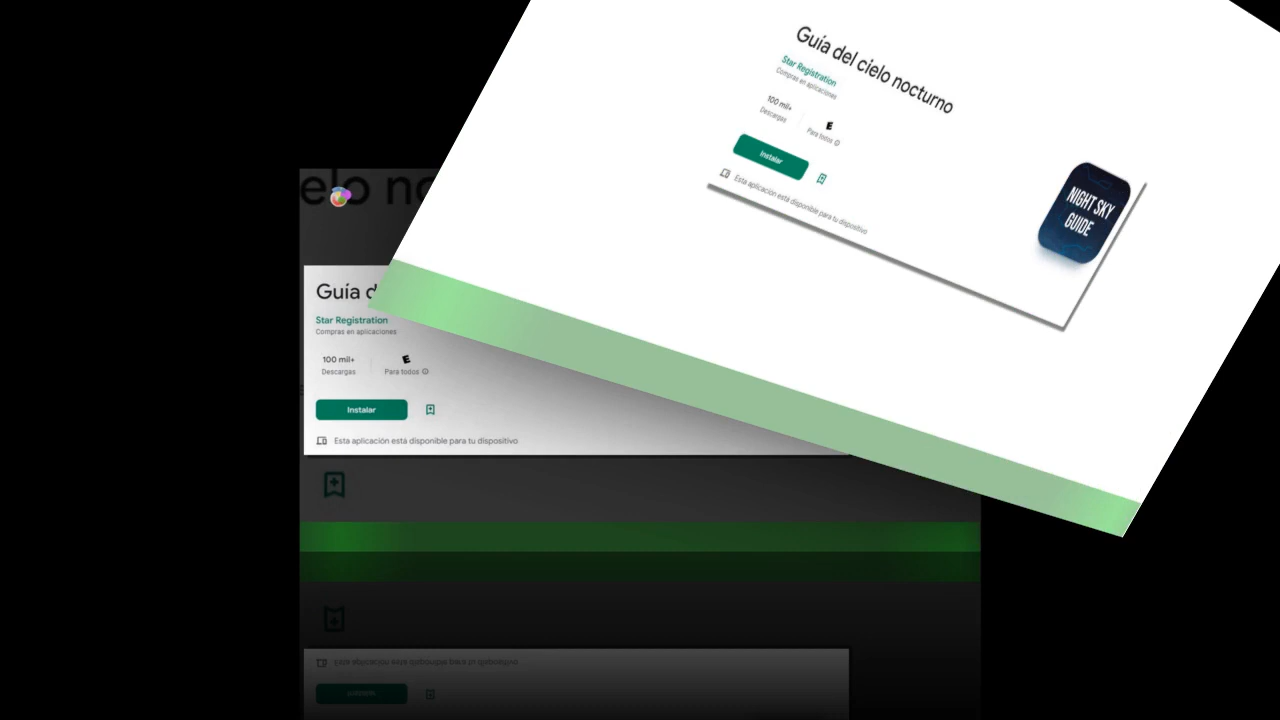 Guía del cielo nocturno
Star Registration
Compras en aplicaciones
100 mil+
Descargas
E
Para todos
Instalar
Esta aplicación está disponible para tu dispositivo
NIGHT SKY
GUIDE
elo no
Guía d
Star Registration
Compras en aplicaciones
100 mil+
Descargas
E
Para todos
Instalar
Esta aplicación está disponible para tu dispositivo